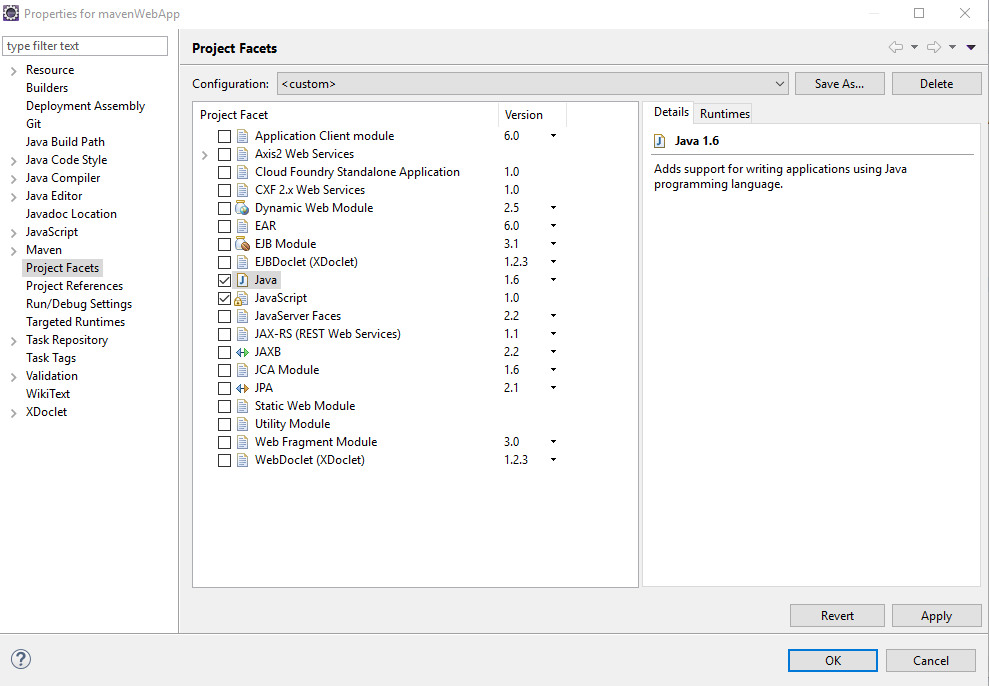 Properties for mavenWebApp
type filter text
Resource
Builders
Deployment Assembly
Git
Java Build Path
Java Code Style
Java Compiler
Java Editor
Javadoc Location
JavaScript
Maven
Project Facets
Project References
Run/Debug Settings
Targeted Runtimes
Task Repository
Task Tags
Validation
WikiText
XDoclet
Project Facets
Configuration: <custom> Save As... Delete
Project Facet Version
Application Client module 6.0
Axis2 Web Services
Cloud Foundry Standalone Application 1.0
CXF 2.x Web Services 1.0
Dynamic Web Module 2.5
EAR 6.0
EJB Module 3.1
EJBDoclet (XDoclet) 1.2.3
Java 1.6
JavaScript 1.0
JavaServer Faces 2.2
JAX-RS (REST Web Services) 1.1
JAXB 2.2
JCA Module 1.6
JPA 2.1
Static Web Module
Utility Module
Web Fragment Module 3.0
WebDoclet (XDoclet) 1.2.3
Details Runtimes
Java 1.6
Adds support for writing applications using Java
programming language.
Revert Apply
OK Cancel